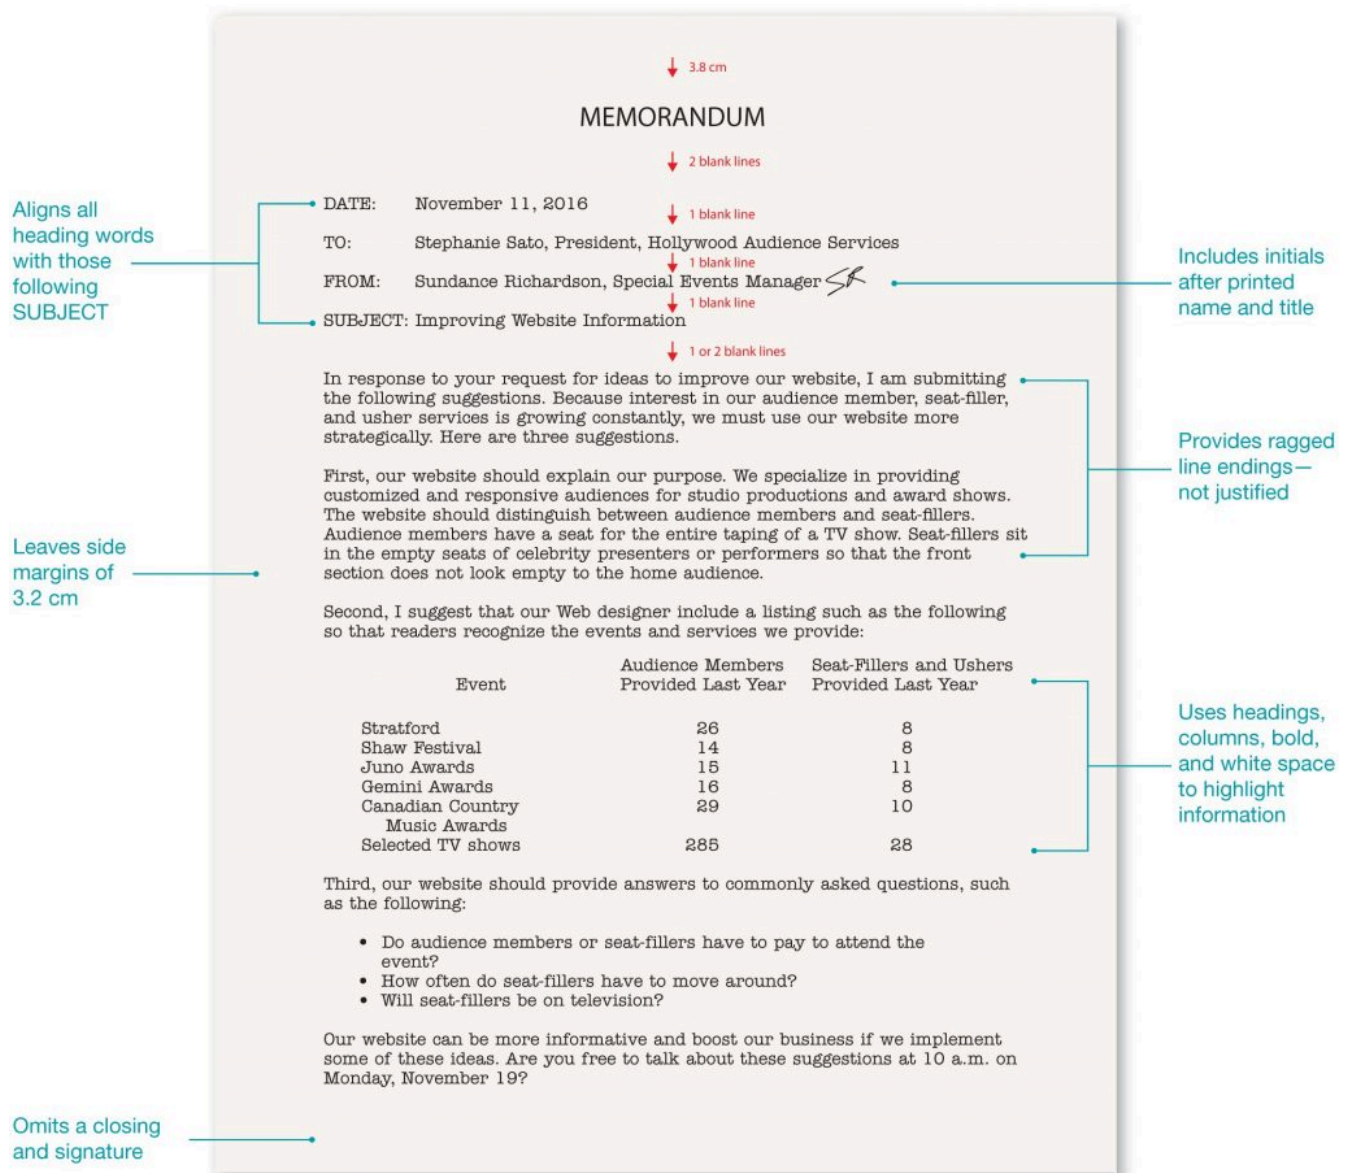 3.8 cm
MEMORANDUM
2 blank lines
DATE: November 11, 2016
1 blank line
TO: Stephanie Sato, President, Hollywood Audience Services
1 blank line
FROM: Sundance Richardson, Special Events Manager SR
1 blank line
SUBJECT: Improving Website Information
1 or 2 blank lines
Aligns all
heading words
with those
following
SUBJECT
Includes initials
after printed
name and title
In response to your request for ideas to improve our website, I am submitting
the following suggestions. Because interest in our audience member, seat-filler,
and usher services is growing constantly, we must use our website more
strategically. Here are three suggestions.
Provides ragged
line endings—
not justified
First, our website should explain our purpose. We specialize in providing
customized and responsive audiences for studio productions and award shows.
The website should distinguish between audience members and seat-fillers.
Audience members have a seat for the entire taping of a TV show. Seat-fillers sit
in the empty seats of celebrity presenters or performers so that the front
section does not look empty to the home audience.
Leaves side
margins of
3.2 cm
Second, I suggest that our Web designer include a listing such as the following
so that readers recognize the events and services we provide:
Audience Members Seat-Fillers and Ushers
Event Provided Last Year Provided Last Year
Stratford 26 8
Shaw Festival 14 8
Juno Awards 15 11
Gemini Awards 16 8
Canadian Country 29 10
Music Awards
Selected TV shows 285 28
Uses headings,
columns, bold,
and white space
to highlight
information
Third, our website should provide answers to commonly asked questions, such
as the following:
• Do audience members or seat-fillers have to pay to attend the
event?
• How often do seat-fillers have to move around?
• Will seat-fillers be on television?
Our website can be more informative and boost our business if we implement
some of these ideas. Are you free to talk about these suggestions at 10 a.m. on
Monday, November 19?
Omits a closing
and signature